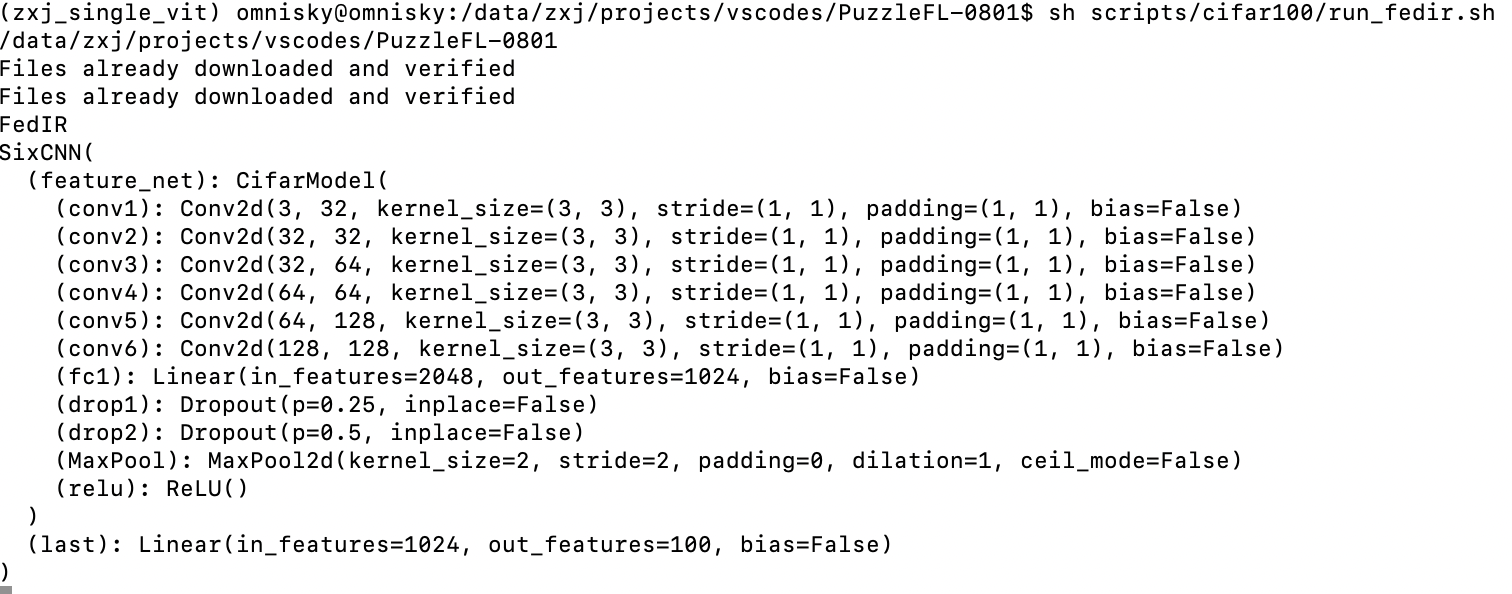 (zxj_single_vit) omnisky@omnisky:/data/zxj/projects/vscodes/PuzzleFL-0801$ sh scripts/cifar100/run_fedir.sh
/data/zxj/projects/vscodes/PuzzleFL-0801
Files already downloaded and verified
Files already downloaded and verified
FedIR
SixCNN(
  (feature_net): CifarModel(
    (conv1): Conv2d(3, 32, kernel_size=(3, 3), stride=(1, 1), padding=(1, 1), bias=False)
    (conv2): Conv2d(32, 32, kernel_size=(3, 3), stride=(1, 1), padding=(1, 1), bias=False)
    (conv3): Conv2d(32, 64, kernel_size=(3, 3), stride=(1, 1), padding=(1, 1), bias=False)
    (conv4): Conv2d(64, 64, kernel_size=(3, 3), stride=(1, 1), padding=(1, 1), bias=False)
    (conv5): Conv2d(64, 128, kernel_size=(3, 3), stride=(1, 1), padding=(1, 1), bias=False)
    (conv6): Conv2d(128, 128, kernel_size=(3, 3), stride=(1, 1), padding=(1, 1), bias=False)
    (fc1): Linear(in_features=2048, out_features=1024, bias=False)
    (drop1): Dropout(p=0.25, inplace=False)
    (drop2): Dropout(p=0.5, inplace=False)
    (MaxPool): MaxPool2d(kernel_size=2, stride=2, padding=0, dilation=1, ceil_mode=False)
    (relu): ReLU()
  )
  (last): Linear(in_features=1024, out_features=100, bias=False)
)